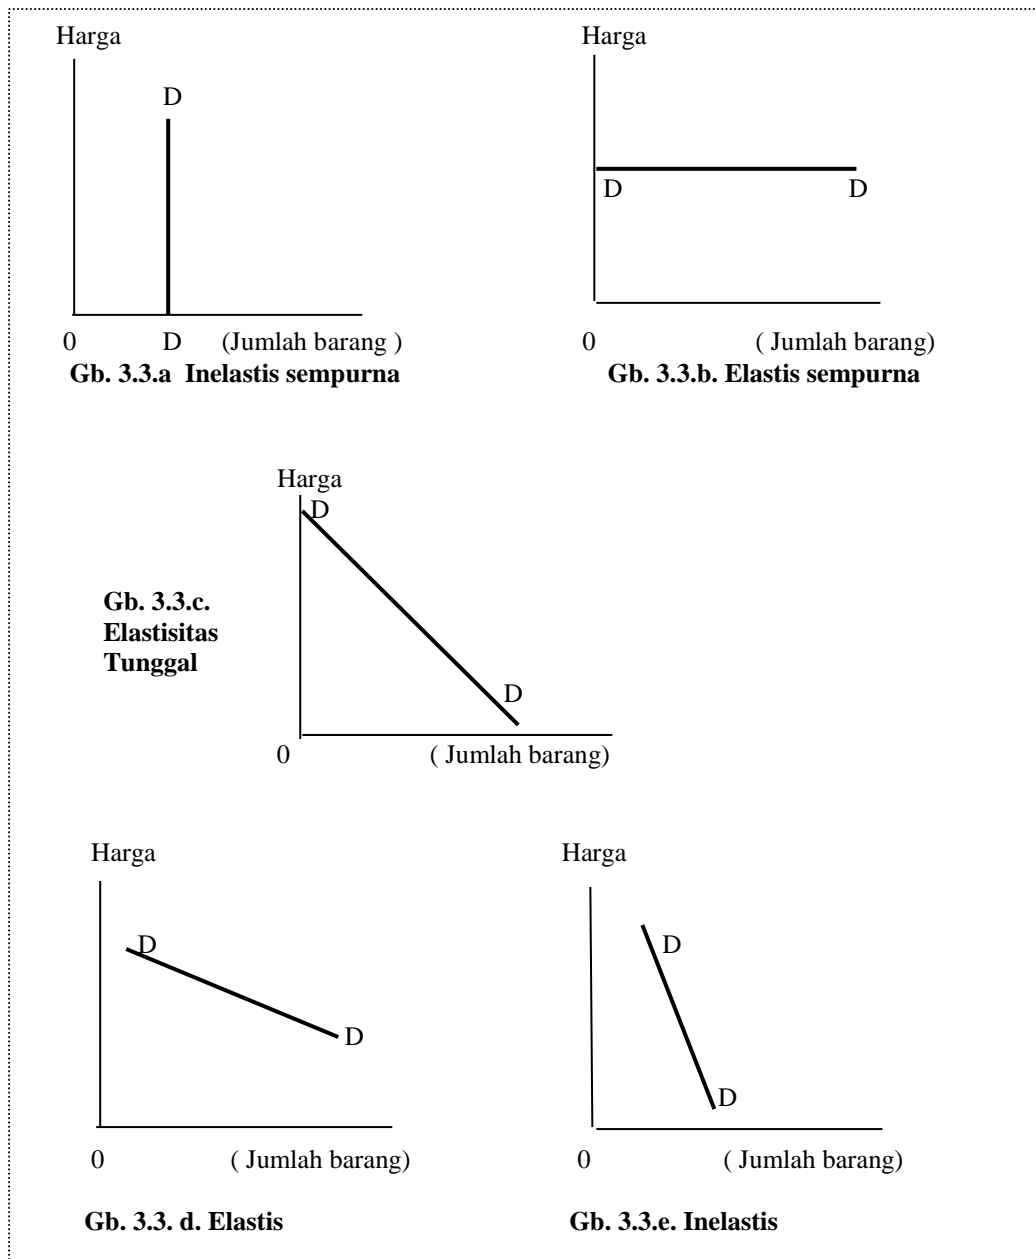 Harga
D
0 D (Jumlah barang )
Gb. 3.3.a Inelastis sempurna
Harga
D D
0 ( Jumlah barang)
Gb. 3.3.b. Elastis sempurna
Harga
D
Gb. 3.3.c.
Elastisitas
Tunggal
D
0 ( Jumlah barang)
Harga
D
D
0 ( Jumlah barang)
Gb. 3.3. d. Elastis
Harga
D
D
0 ( Jumlah barang)
Gb. 3.3.e. Inelastis